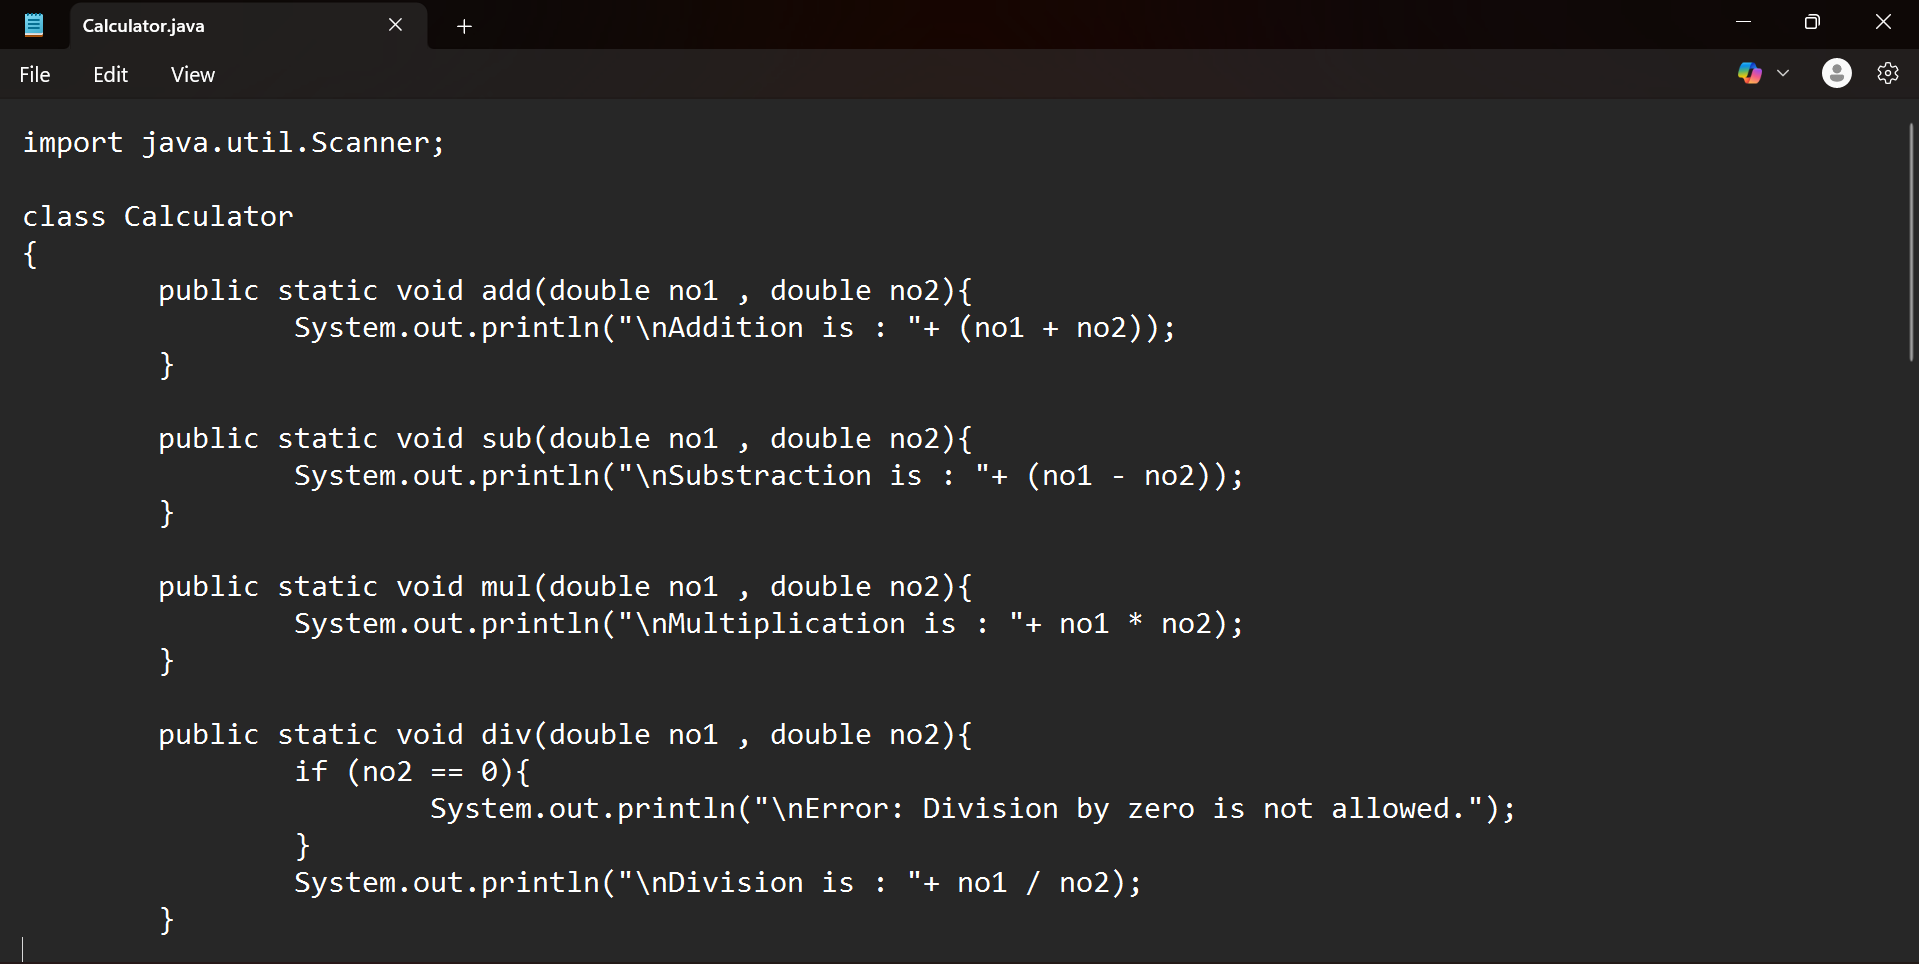 Calculator.java
File Edit View
import java.util.Scanner;
class Calculator
{
public static void add(double no1 , double no2){
System.out.println("\nAddition is : "+ (no1 + no2));
}
public static void sub(double no1 , double no2){
System.out.println("\nSubstraction is : "+ (no1 - no2));
}
public static void mul(double no1 , double no2){
System.out.println("\nMultiplication is : "+ no1 * no2);
}
public static void div(double no1 , double no2){
if (no2 == 0){
System.out.println("\nError: Division by zero is not allowed.");
}
System.out.println("\nDivision is : "+ no1 / no2);
}